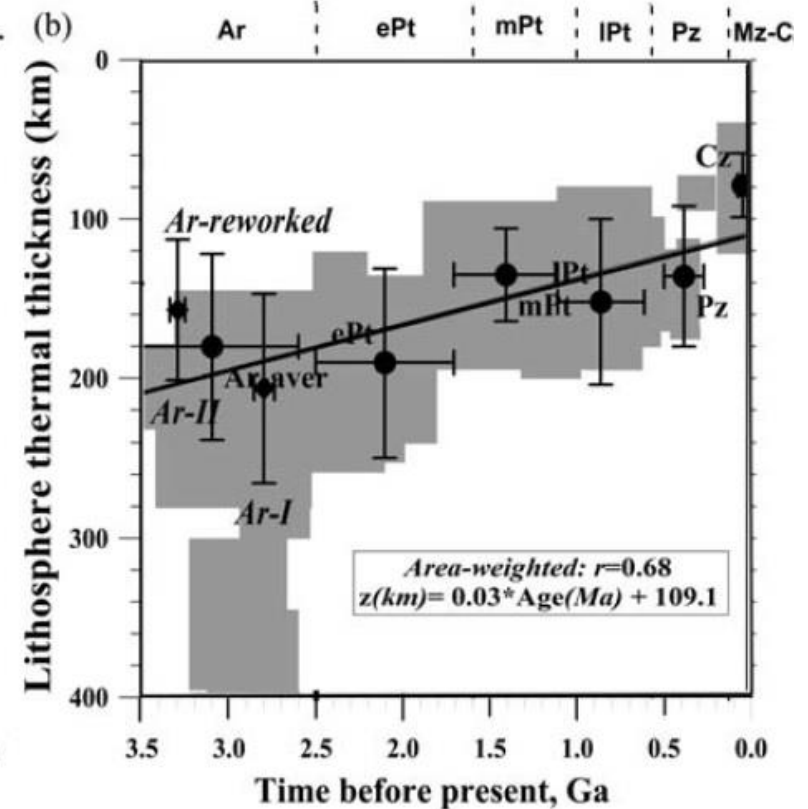 (b)
Ar ePt mPt lPt Pz Mz-C
Lithosphere thermal thickness (km)
0
100
200
300
400
Cz
Ar-reworked
lPt
mPt
Pz
ePt
Ar-aver
Ar-II
Ar-I
Area-weighted: r=0.68
z(km)= 0.03*Age(Ma) + 109.1
3.5 3.0 2.5 2.0 1.5 1.0 0.5 0.0
Time before present, Ga